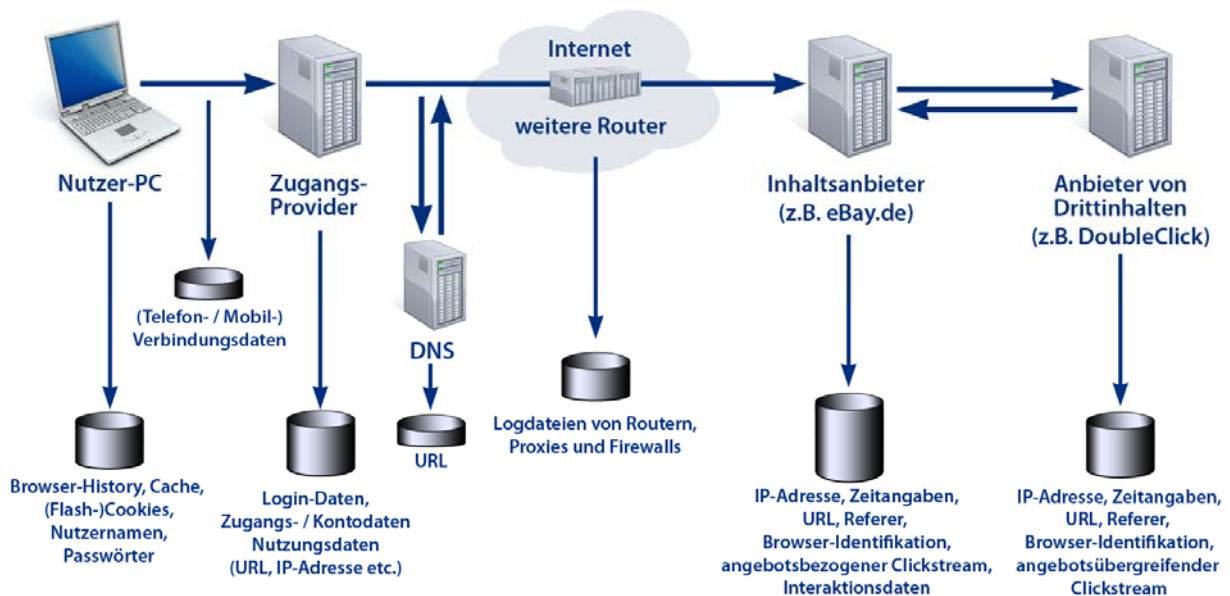 Internet
weitere Router
Nutzer-PC
Zugangs-
Provider
Inhaltsanbieter
(z.B. eBay.de)
Anbieter von
Drittinhalten
(z.B. DoubleClick)
(Telefon- / Mobil-)
Verbindungsdaten
DNS
URL
Logdateien von Routern,
Proxies und Firewalls
Browser-History, Cache,
(Flash-)Cookies,
Nutzernamen,
Passwörter
Login-Daten,
Zugangs- / Kontodaten
Nutzungsdaten
(URL, IP-Adresse etc.)
IP-Adresse, Zeitangaben,
URL, Referer,
Browser-Identifikation,
angebotsbezogener Clickstream,
Interaktionsdaten
IP-Adresse, Zeitangaben,
URL, Referer,
Browser-Identifikation,
angebotsübergreifender
Clickstream